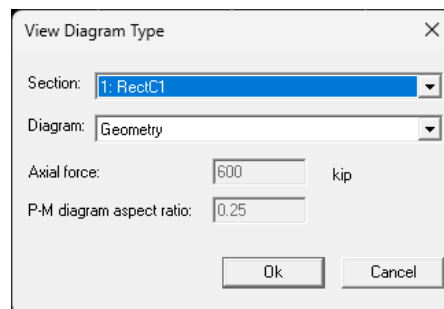 View Diagram Type
Section: 1: RectC1
Diagram: Geometry
Axial force: 600 kip
P-M diagram aspect ratio: 0.25
Ok Cancel